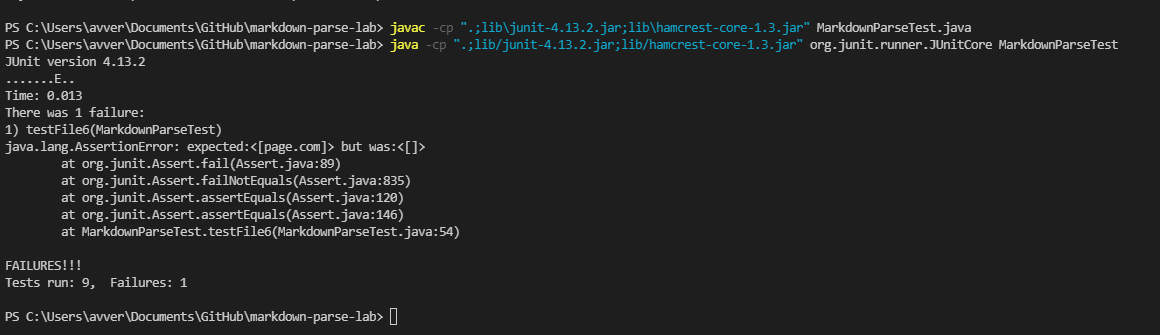 PS C:\Users\avver\Documents\GitHub\markdown-parse-lab> javac -cp ".;lib\junit-4.13.2.jar;lib\hamcrest-core-1.3.jar" MarkdownParseTest.java
PS C:\Users\avver\Documents\GitHub\markdown-parse-lab> java -cp ".;lib/junit-4.13.2.jar;lib/hamcrest-core-1.3.jar" org.junit.runner.JUnitCore MarkdownParseTest
JUnit version 4.13.2
.......E..
Time: 0.013
There was 1 failure:
1) testFile6(MarkdownParseTest)
java.lang.AssertionError: expected:<[page.com]> but was:<[]>
        at org.junit.Assert.fail(Assert.java:89)
        at org.junit.Assert.failNotEquals(Assert.java:835)
        at org.junit.Assert.assertEquals(Assert.java:120)
        at org.junit.Assert.assertEquals(Assert.java:146)
        at MarkdownParseTest.testFile6(MarkdownParseTest.java:54)
FAILURES!!!
Tests run: 9,  Failures: 1
PS C:\Users\avver\Documents\GitHub\markdown-parse-lab>